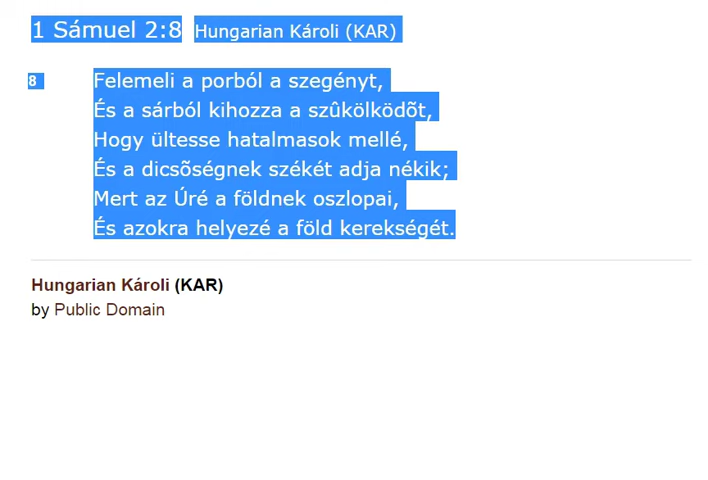 1 Sámuel 2:8 Hungarian Károli (KAR)
8 Felemeli a porból a szegényt,
És a sárból kihozza a szûkölködõt,
Hogy ültesse hatalmasok mellé,
És a dicsõségnek székét adja nékik;
Mert az Úré a földnek oszlopai,
És azokra helyezé a föld kerekségét.
Hungarian Károli (KAR)
by Public Domain